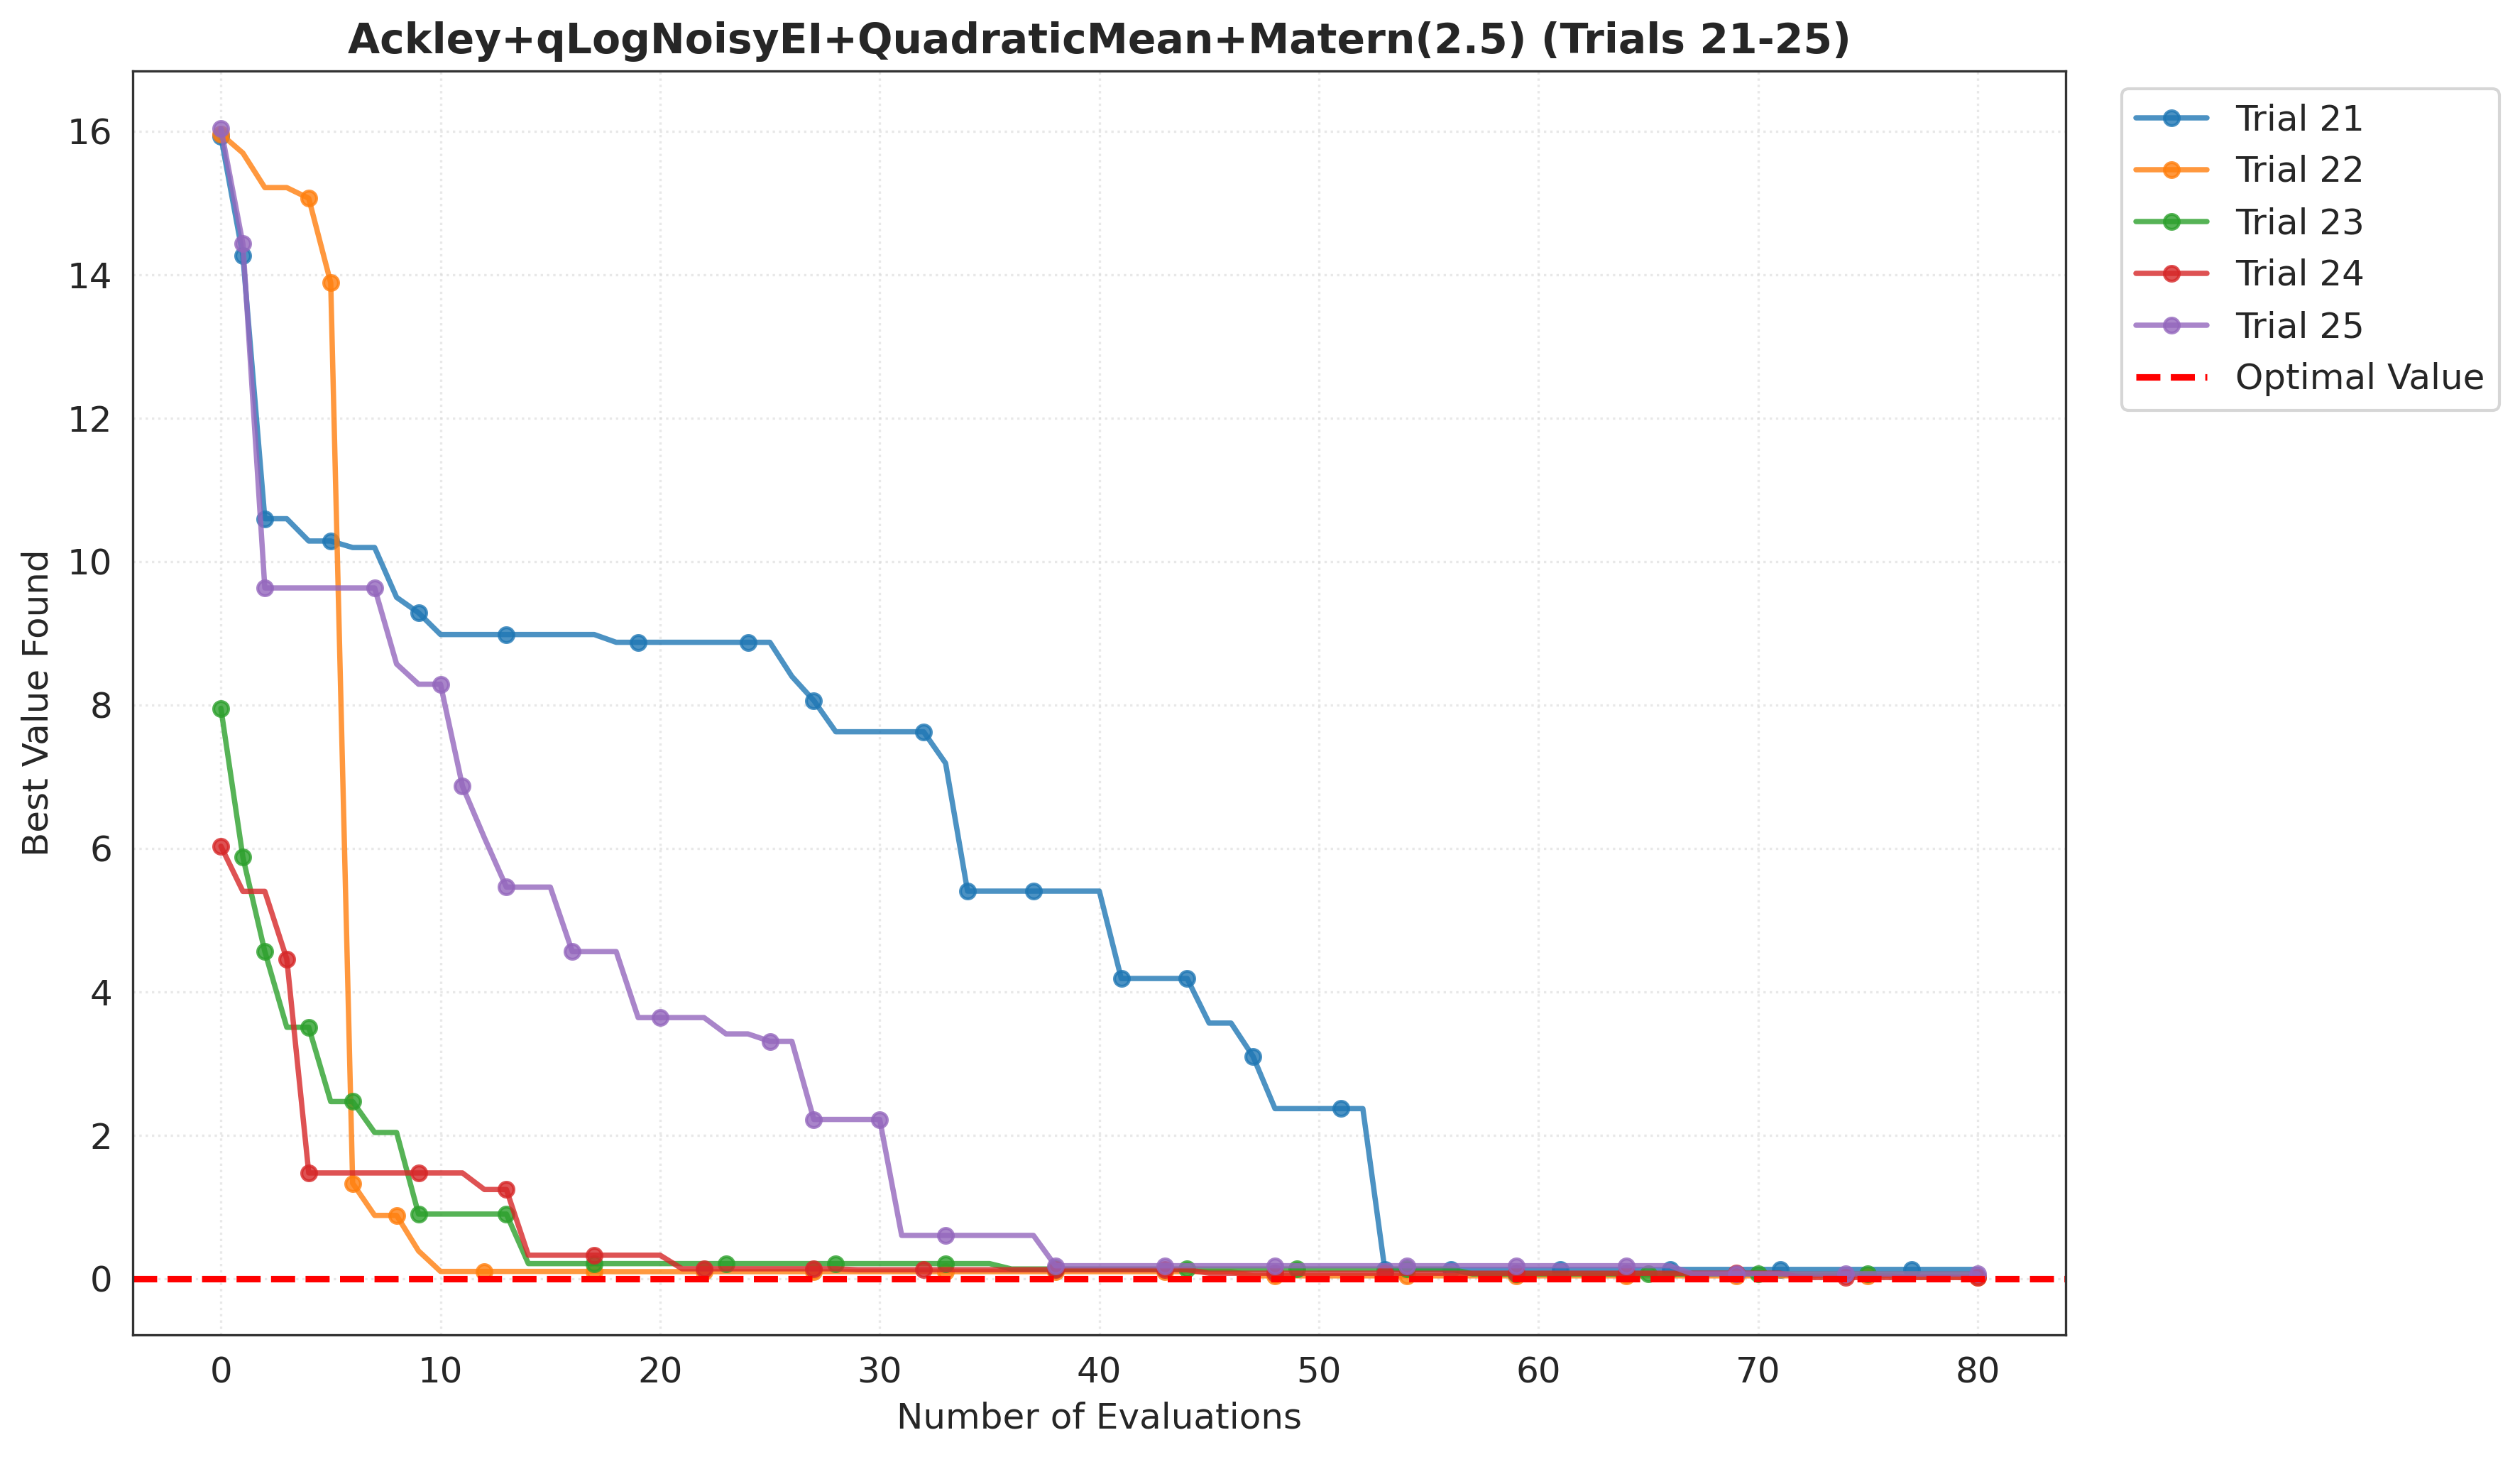 Ackley+qLogNoisyEI+QuadraticMean+Matern(2.5) (Trials 21-25)
Best Value Found
16
14
12
10
8
6
4
2
0
0 10 20 30 40 50 60 70 80
Number of Evaluations
Trial 21
Trial 22
Trial 23
Trial 24
Trial 25
Optimal Value